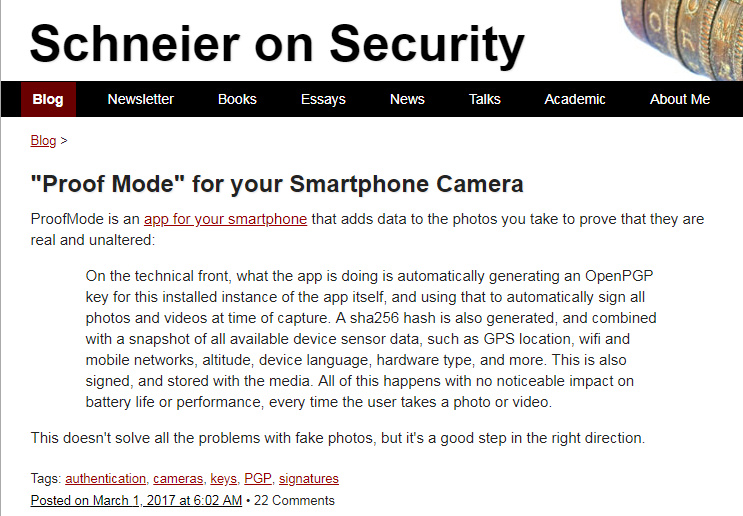 Schneier on Security
Blog Newsletter Books Essays News Talks Academic About Me
Blog >
"Proof Mode" for your Smartphone Camera
ProofMode is an app for your smartphone that adds data to the photos you take to prove that they are
real and unaltered:
On the technical front, what the app is doing is automatically generating an OpenPGP
key for this installed instance of the app itself, and using that to automatically sign all
photos and videos at time of capture. A sha256 hash is also generated, and combined
with a snapshot of all available device sensor data, such as GPS location, wifi and
mobile networks, altitude, device language, hardware type, and more. This is also
signed, and stored with the media. All of this happens with no noticeable impact on
battery life or performance, every time the user takes a photo or video.
This doesn't solve all the problems with fake photos, but it's a good step in the right direction.
Tags: authentication, cameras, keys, PGP, signatures
Posted on March 1, 2017 at 6:02 AM • 22 Comments